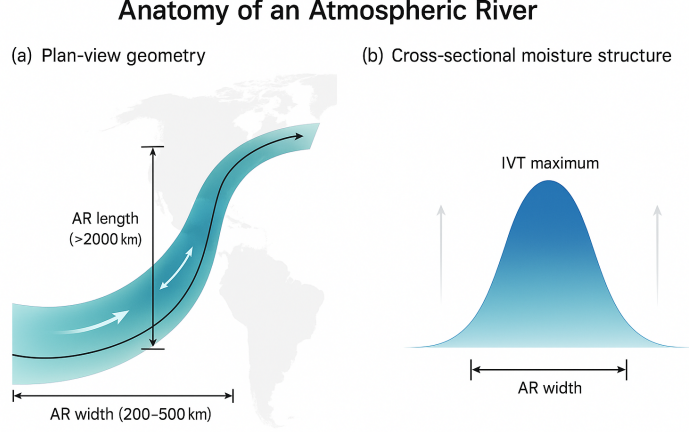 Anatomy of an Atmospheric River
(a) Plan-view geometry
(b) Cross-sectional moisture structure
AR length
(>2000 km)
AR width (200–500 km)
IVT maximum
AR width